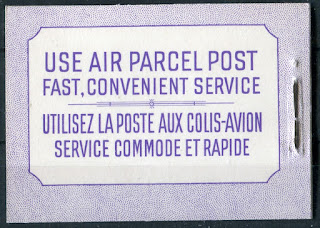 USE AIR PARCEL POST
FAST, CONVENIENT SERVICE
UTILISEZ LA POSTE AUX COLIS-AVION
SERVICE COMMODE ET RAPIDE